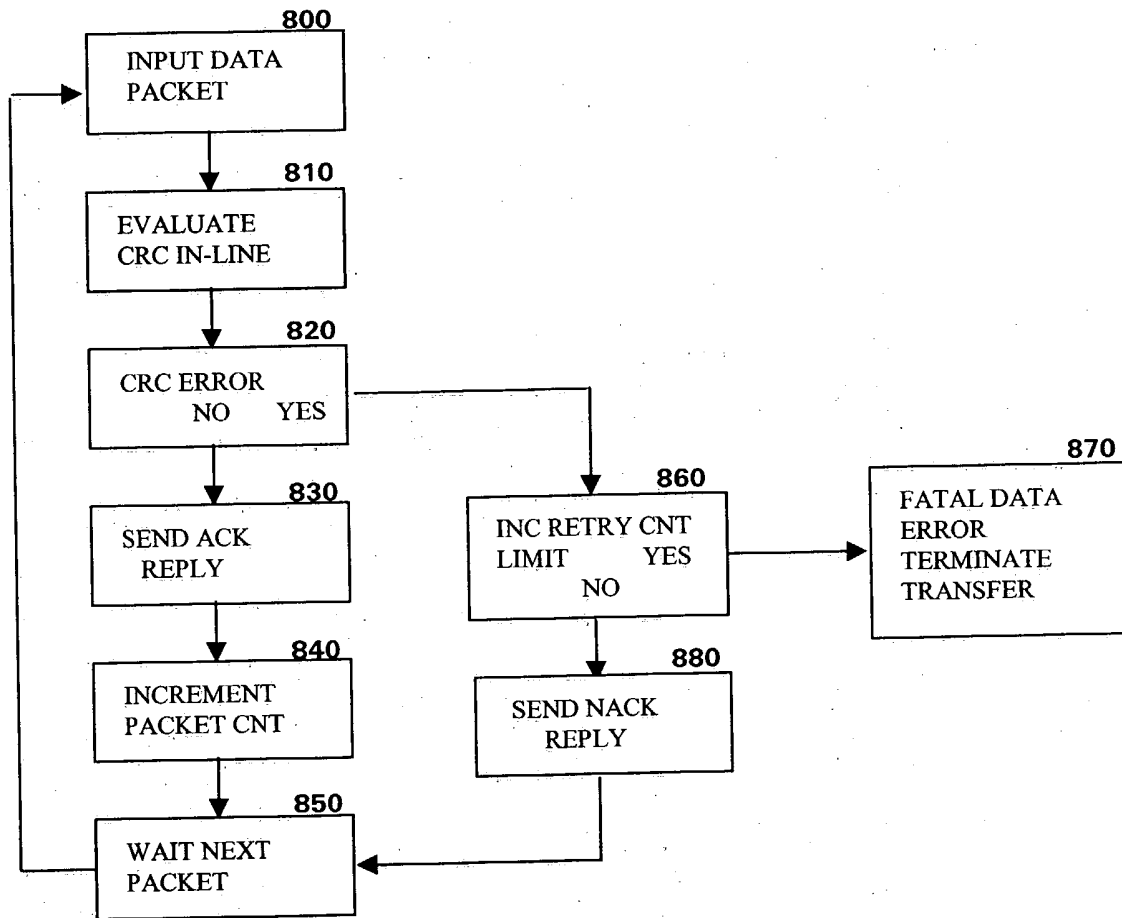 800
INPUT DATA
PACKET
810
EVALUATE
CRC IN-LINE
820
CRC ERROR
NO YES
830
SEND ACK
REPLY
840
INCREMENT
PACKET CNT
850
WAIT NEXT
PACKET
860
INC RETRY CNT
LIMIT YES
NO
870
FATAL DATA
ERROR
TERMINATE
TRANSFER
880
SEND NACK
REPLY